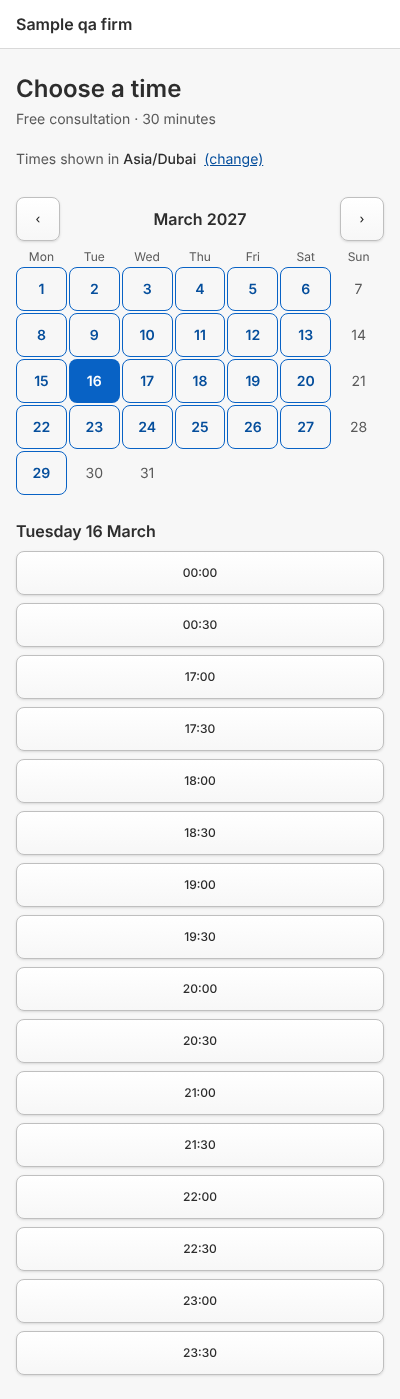 Sample qa firm
Choose a time
Free consultation · 30 minutes
Times shown in Asia/Dubai (change)
‹ March 2027 ›
Mon Tue Wed Thu Fri Sat Sun
1 2 3 4 5 6 7
8 9 10 11 12 13 14
15 16 17 18 19 20 21
22 23 24 25 26 27 28
29 30 31
Tuesday 16 March
00:00
00:30
17:00
17:30
18:00
18:30
19:00
19:30
20:00
20:30
21:00
21:30
22:00
22:30
23:00
23:30